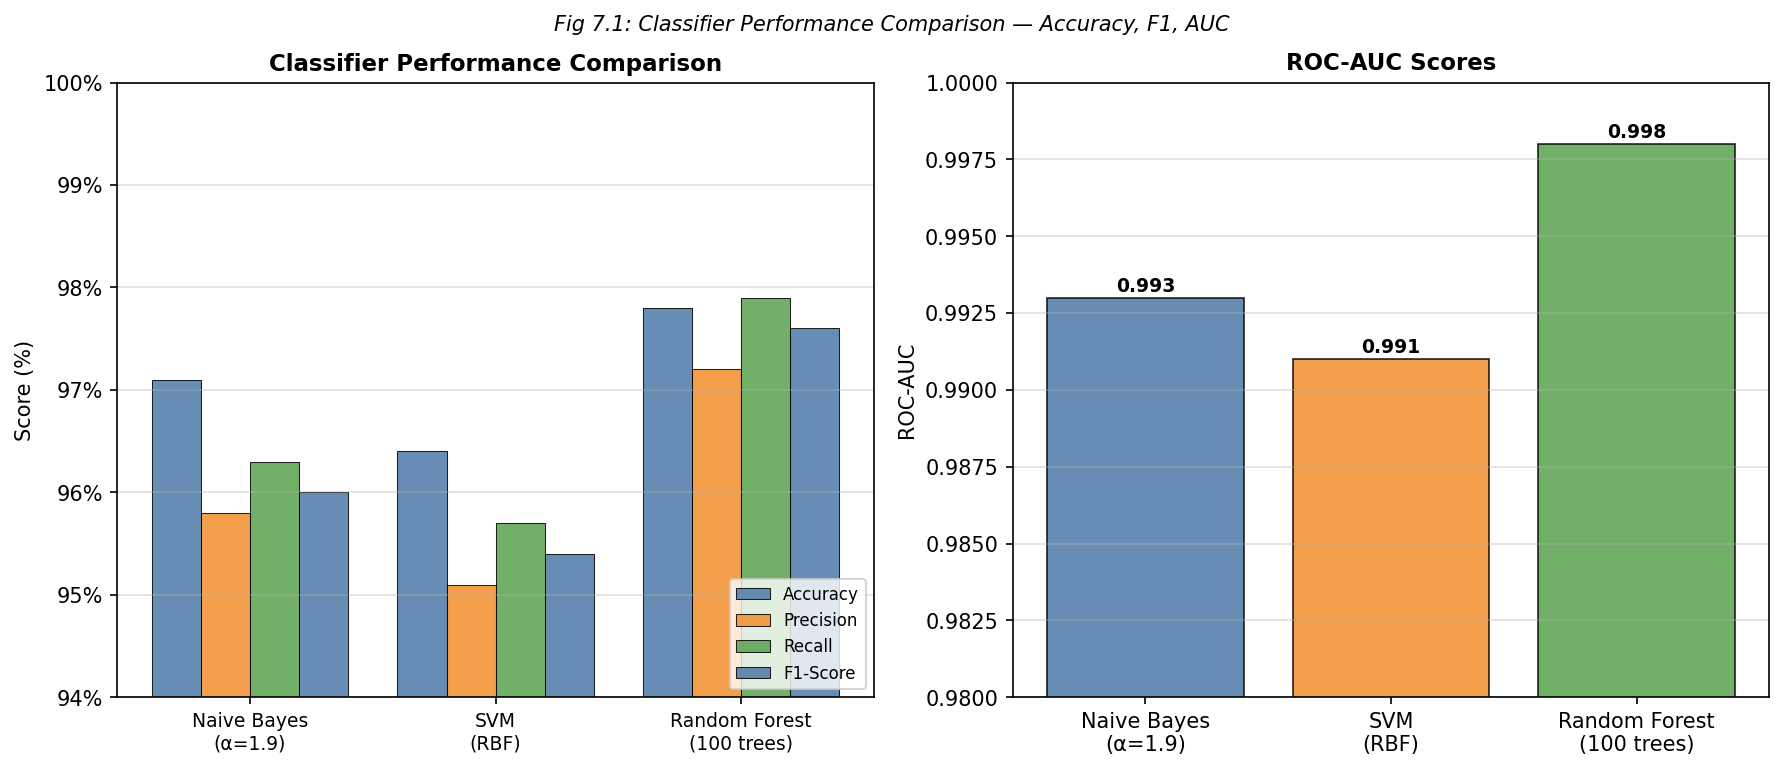 Fig 7.1: Classifier Performance Comparison — Accuracy, F1, AUC
Classifier Performance Comparison
Score (%)
100%
99%
98%
97%
96%
95%
94%
Naive Bayes
(α=1.9)
SVM
(RBF)
Random Forest
(100 trees)
Accuracy
Precision
Recall
F1-Score
ROC-AUC Scores
ROC-AUC
1.0000
0.9975
0.9950
0.9925
0.9900
0.9875
0.9850
0.9825
0.9800
0.993
0.991
0.998
Naive Bayes
(α=1.9)
SVM
(RBF)
Random Forest
(100 trees)